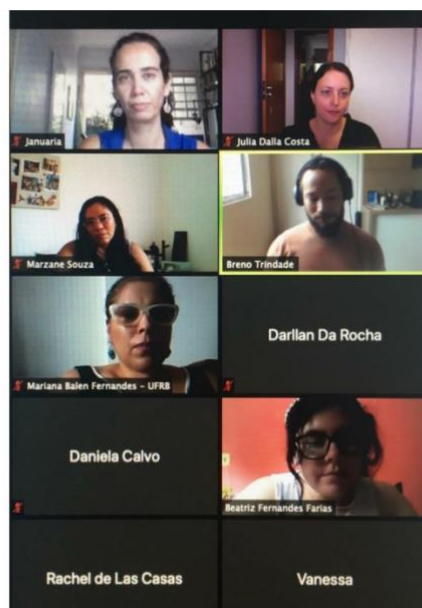 Januaria
Julia Dalla Costa
Marzane Souza
Breno Trindade
Mariana Balen Fernandes - UFRB
Darllan Da Rocha
Daniela Calvo
Beatriz Fernandes Farias
Rachel de Las Casas
Vanessa